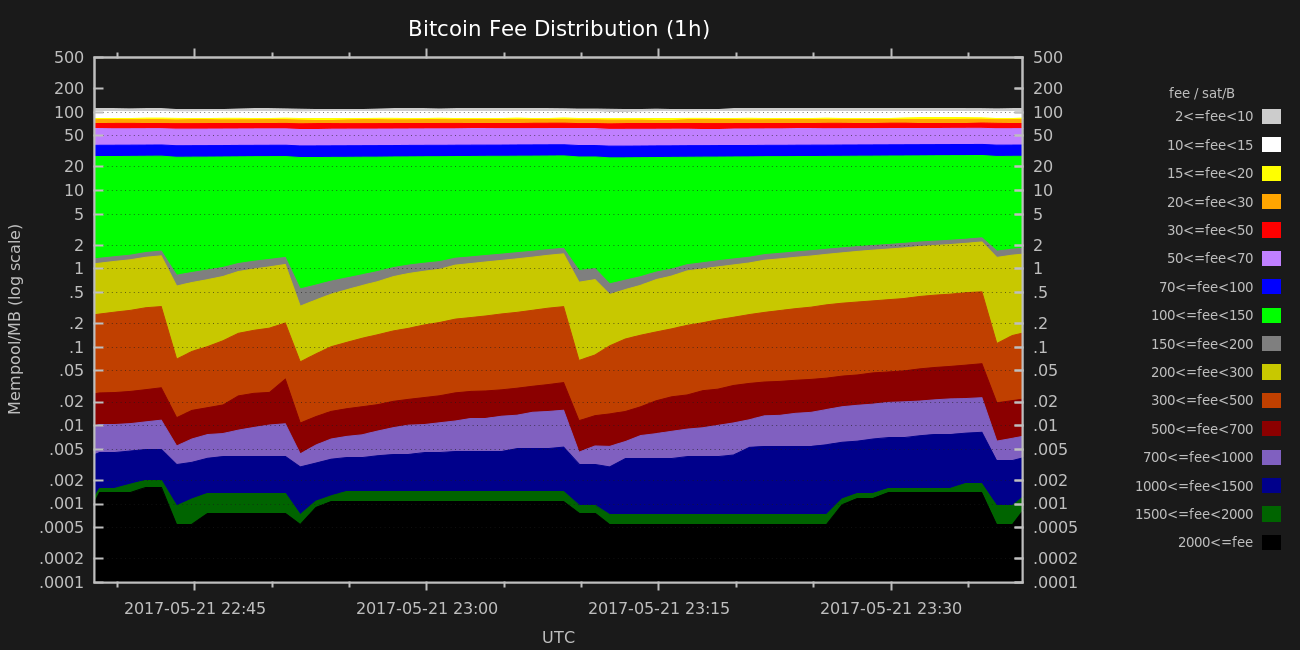 Bitcoin Fee Distribution (1h)
Mempool/MB (log scale)
500
200
100
50
20
10
5
2
1
.5
.2
.1
.05
.02
.01
.005
.002
.001
.0005
.0002
.0001
500
200
100
50
20
10
5
2
1
.5
.2
.1
.05
.02
.01
.005
.002
.001
.0005
.0002
.0001
fee / sat/B
2<=fee<10
10<=fee<15
15<=fee<20
20<=fee<30
30<=fee<50
50<=fee<70
70<=fee<100
100<=fee<150
150<=fee<200
200<=fee<300
300<=fee<500
500<=fee<700
700<=fee<1000
1000<=fee<1500
1500<=fee<2000
2000<=fee
2017-05-21 22:45 2017-05-21 23:00 2017-05-21 23:15 2017-05-21 23:30
UTC